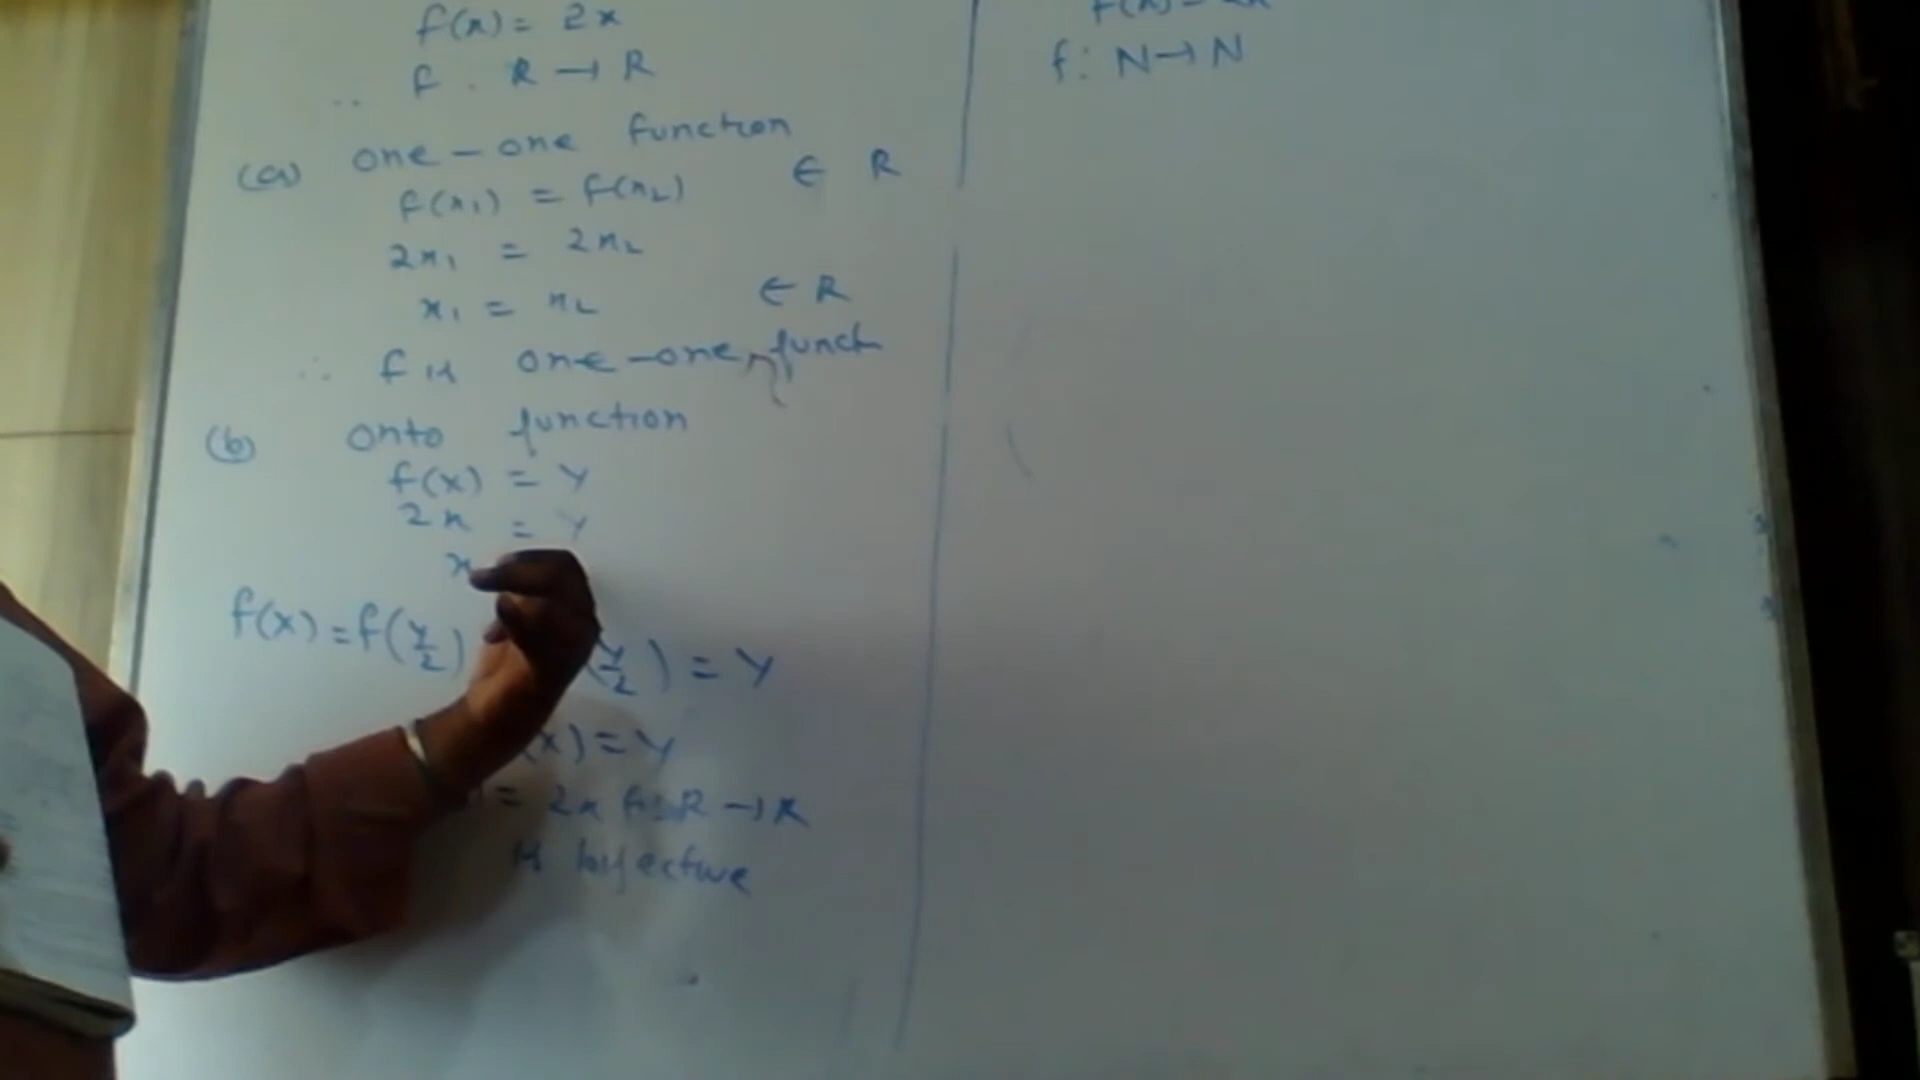 f(x) = 2x
∴ f : R → R
(a) one - one function
f(x₁) = f(x₂) ∈ R
2x₁ = 2x₂
x₁ = x₂ ∈ R
∴ f is one-one funct
(b) onto function
f(x) = y
2x = y
x
f(x) = f(y/2) (y/2) = y
(x) = y
= 2x f: R → R
is bijective
f(x) = 2x
f: N → N